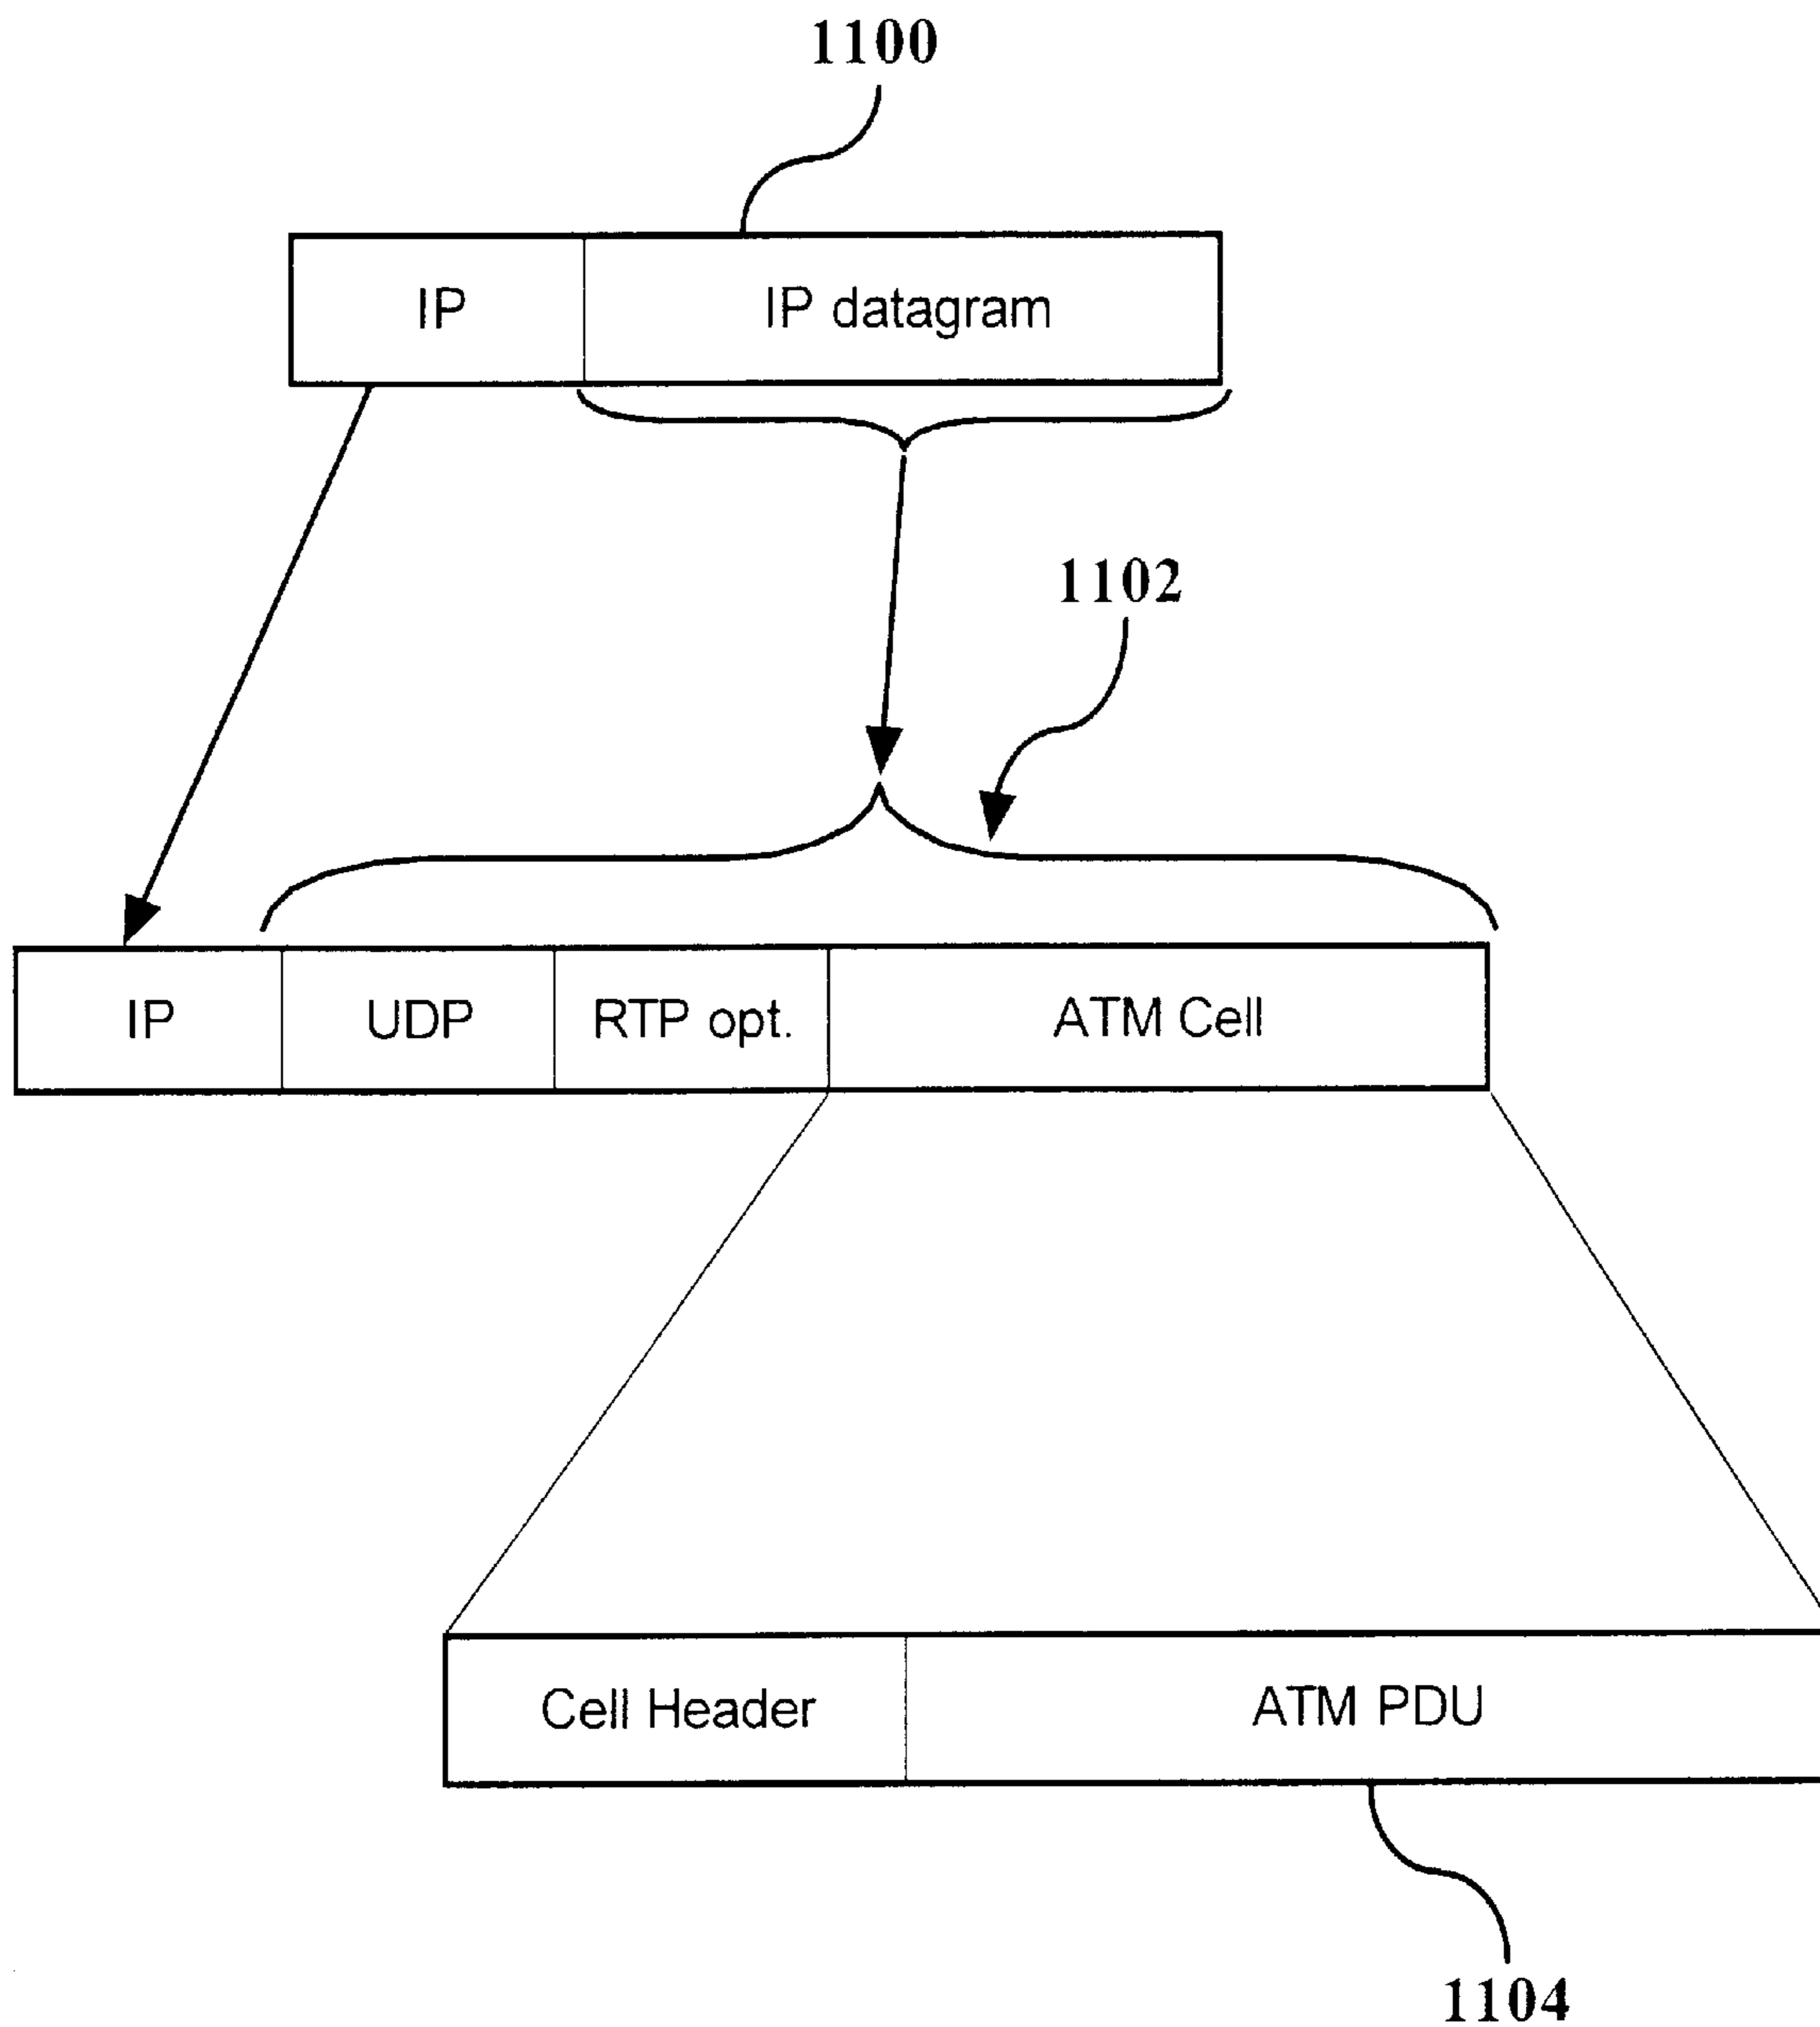 1100
IP
IP datagram
1102
IP
UDP
RTP opt.
ATM Cell
Cell Header
ATM PDU
1104